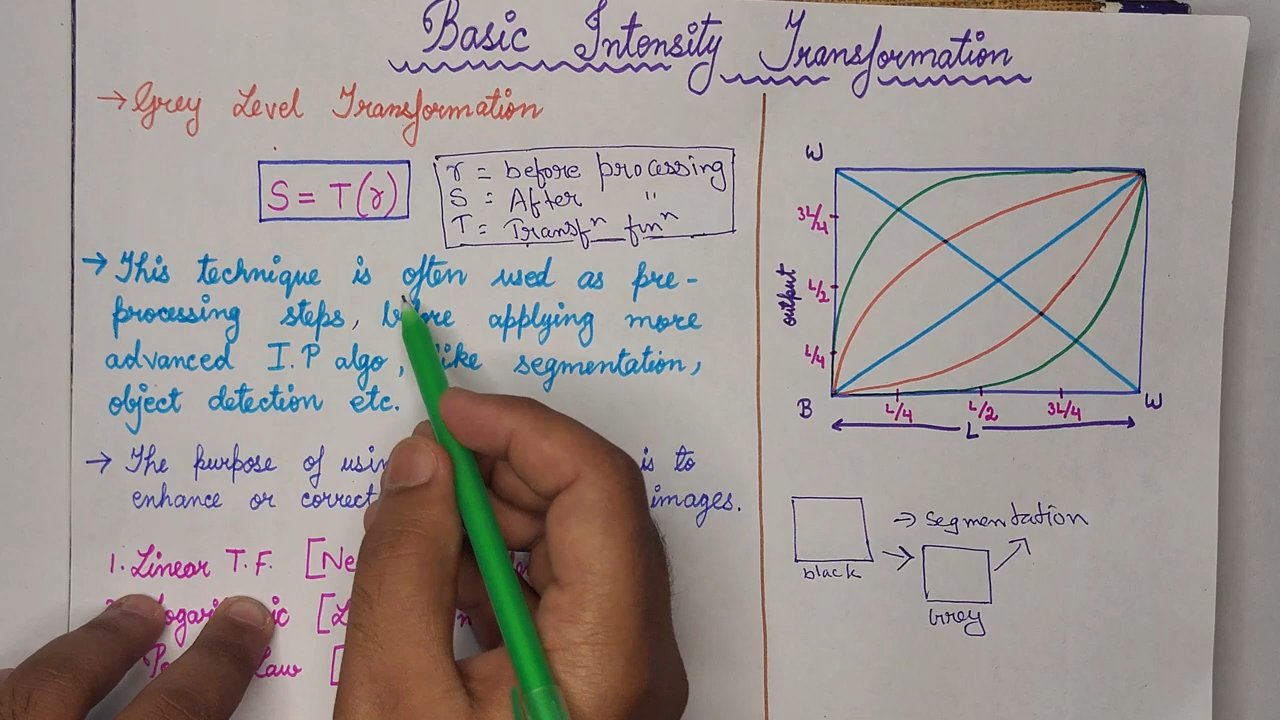 Basic Intensity Transformation
→ Grey Level Transformation
S = T(r)
r = before processing
S = After "
T = Transfⁿ funⁿ
→ This technique is often used as pre-
processing steps, before applying more
advanced I.P algo, like segmentation,
object detection etc.
→ The purpose of is to
enhance or correct images.
1. Linear T.F. [Ne
Law [
W
3L/4
L/2
L/4
output
B L/4 L/2 3L/4 W
L
→ segmentation
black
Grey